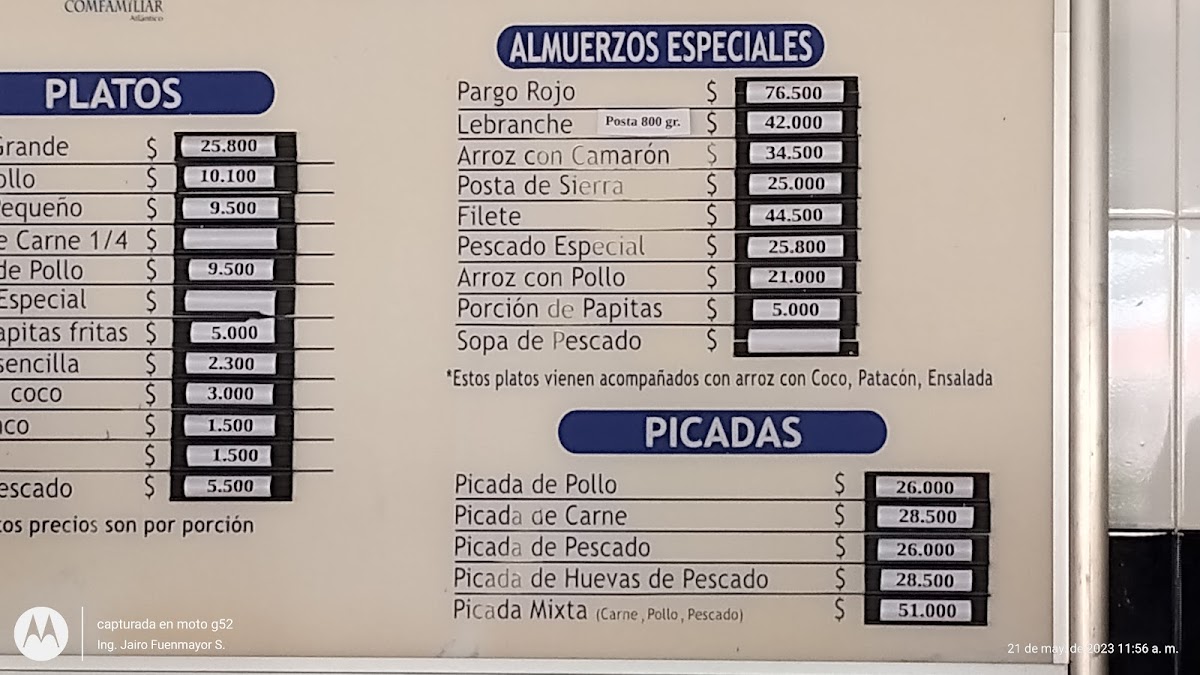 COMFAMILIAR
Atlántico
PLATOS
Grande $ 25.800
ollo $ 10.100
Pequeño $ 9.500
e Carne 1/4 $
de Pollo $ 9.500
Especial $
apitas fritas $ 5.000
sencilla $ 2.300
coco $ 3.000
nco $ 1.500
$ 1.500
escado $ 5.500
tos precios son por porción
ALMUERZOS ESPECIALES
Pargo Rojo $ 76.500
Lebranche Posta 800 gr. $ 42.000
Arroz con Camarón $ 34.500
Posta de Sierra $ 25.000
Filete $ 44.500
Pescado Especial $ 25.800
Arroz con Pollo $ 21.000
Porción de Papitas $ 5.000
Sopa de Pescado $
*Estos platos vienen acompañados con arroz con Coco, Patacón, Ensalada
PICADAS
Picada de Pollo $ 26.000
Picada de Carne $ 28.500
Picada de Pescado $ 26.000
Picada de Huevas de Pescado $ 28.500
Picada Mixta (Carne, Pollo, Pescado) $ 51.000
capturada en moto g52
Ing. Jairo Fuenmayor S.
21 de may. de 2023 11:56 a. m.